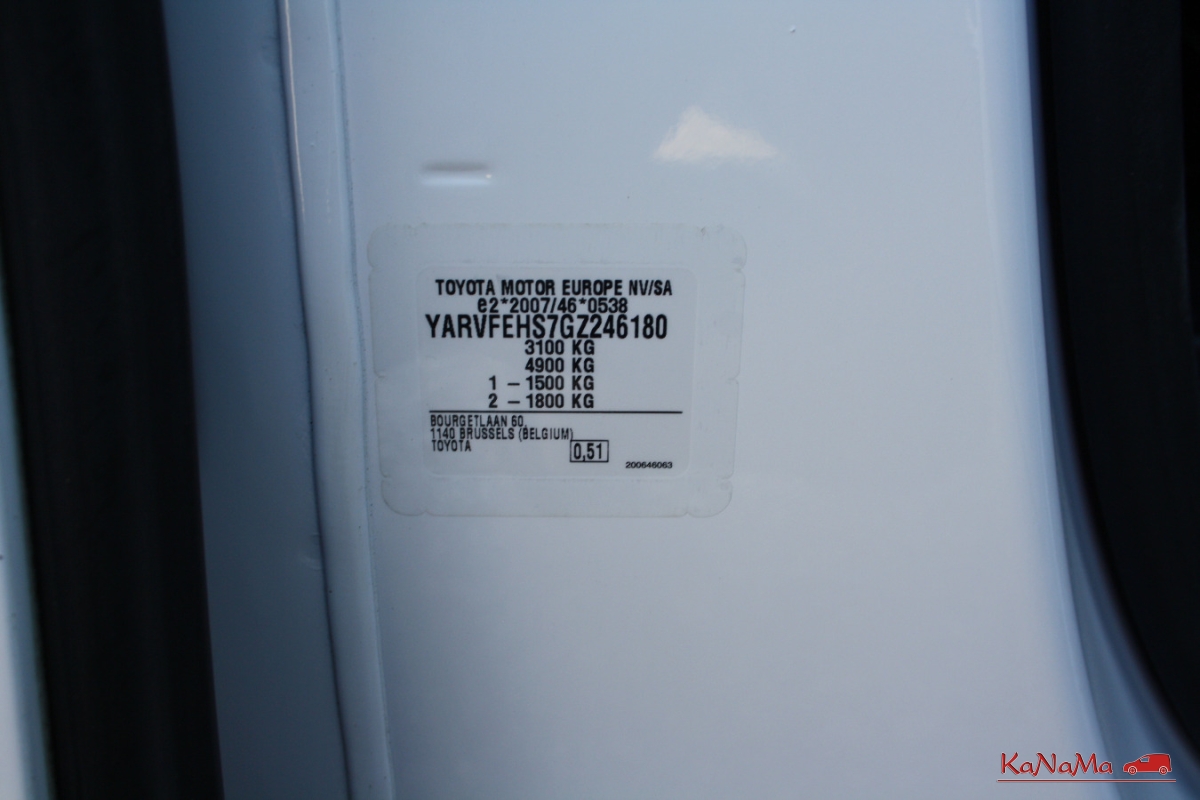 TOYOTA MOTOR EUROPE NV/SA
e2*2007/46*0538
YARVFEHS7GZ246180
3100 KG
4900 KG
1 – 1500 KG
2 – 1800 KG
BOURGETLAAN 60,
1140 BRUSSELS (BELGIUM)
TOYOTA
0,51
200646063
KaNaMa